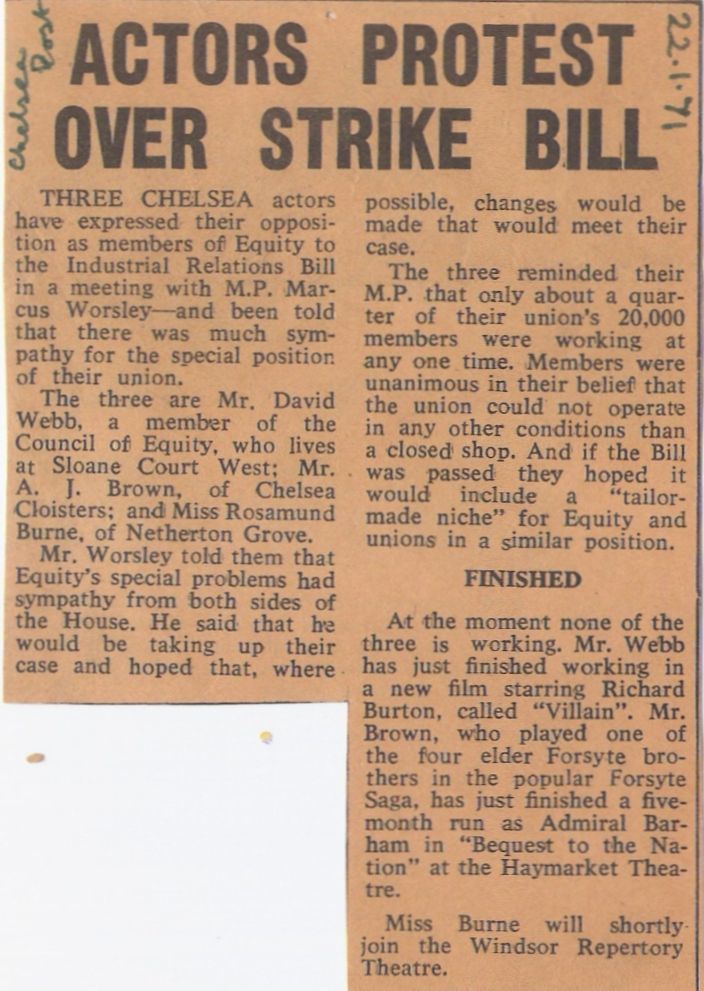 Chelsea
Post
22.1.71
ACTORS PROTEST
OVER STRIKE BILL
THREE CHELSEA actors
have expressed their opposi-
tion as members of Equity to
the Industrial Relations Bill
in a meeting with M.P. Mar-
cus Worsley—and been told
that there was much sym-
pathy for the special position
of their union.
The three are Mr. David
Webb, a member of the
Council of Equity, who lives
at Sloane Court West; Mr.
A. J. Brown, of Chelsea
Cloisters; and Miss Rosamund
Burne, of Netherton Grove.
Mr. Worsley told them that
Equity's special problems had
sympathy from both sides of
the House. He said that he
would be taking up their
case and hoped that, where
possible, changes would be
made that would meet their
case.
The three reminded their
M.P. that only about a quar-
ter of their union's 20,000
members were working at
any one time. Members were
unanimous in their belief that
the union could not operate
in any other conditions than
a closed shop. And if the Bill
was passed they hoped it
would include a "tailor-
made niche" for Equity and
unions in a similar position.
FINISHED
At the moment none of the
three is working. Mr. Webb
has just finished working in
a new film starring Richard
Burton, called "Villain". Mr.
Brown, who played one of
the four elder Forsyte bro-
thers in the popular Forsyte
Saga, has just finished a five-
month run as Admiral Bar-
ham in "Bequest to the Na-
tion" at the Haymarket Thea-
tre.
Miss Burne will shortly
join the Windsor Repertory
Theatre.